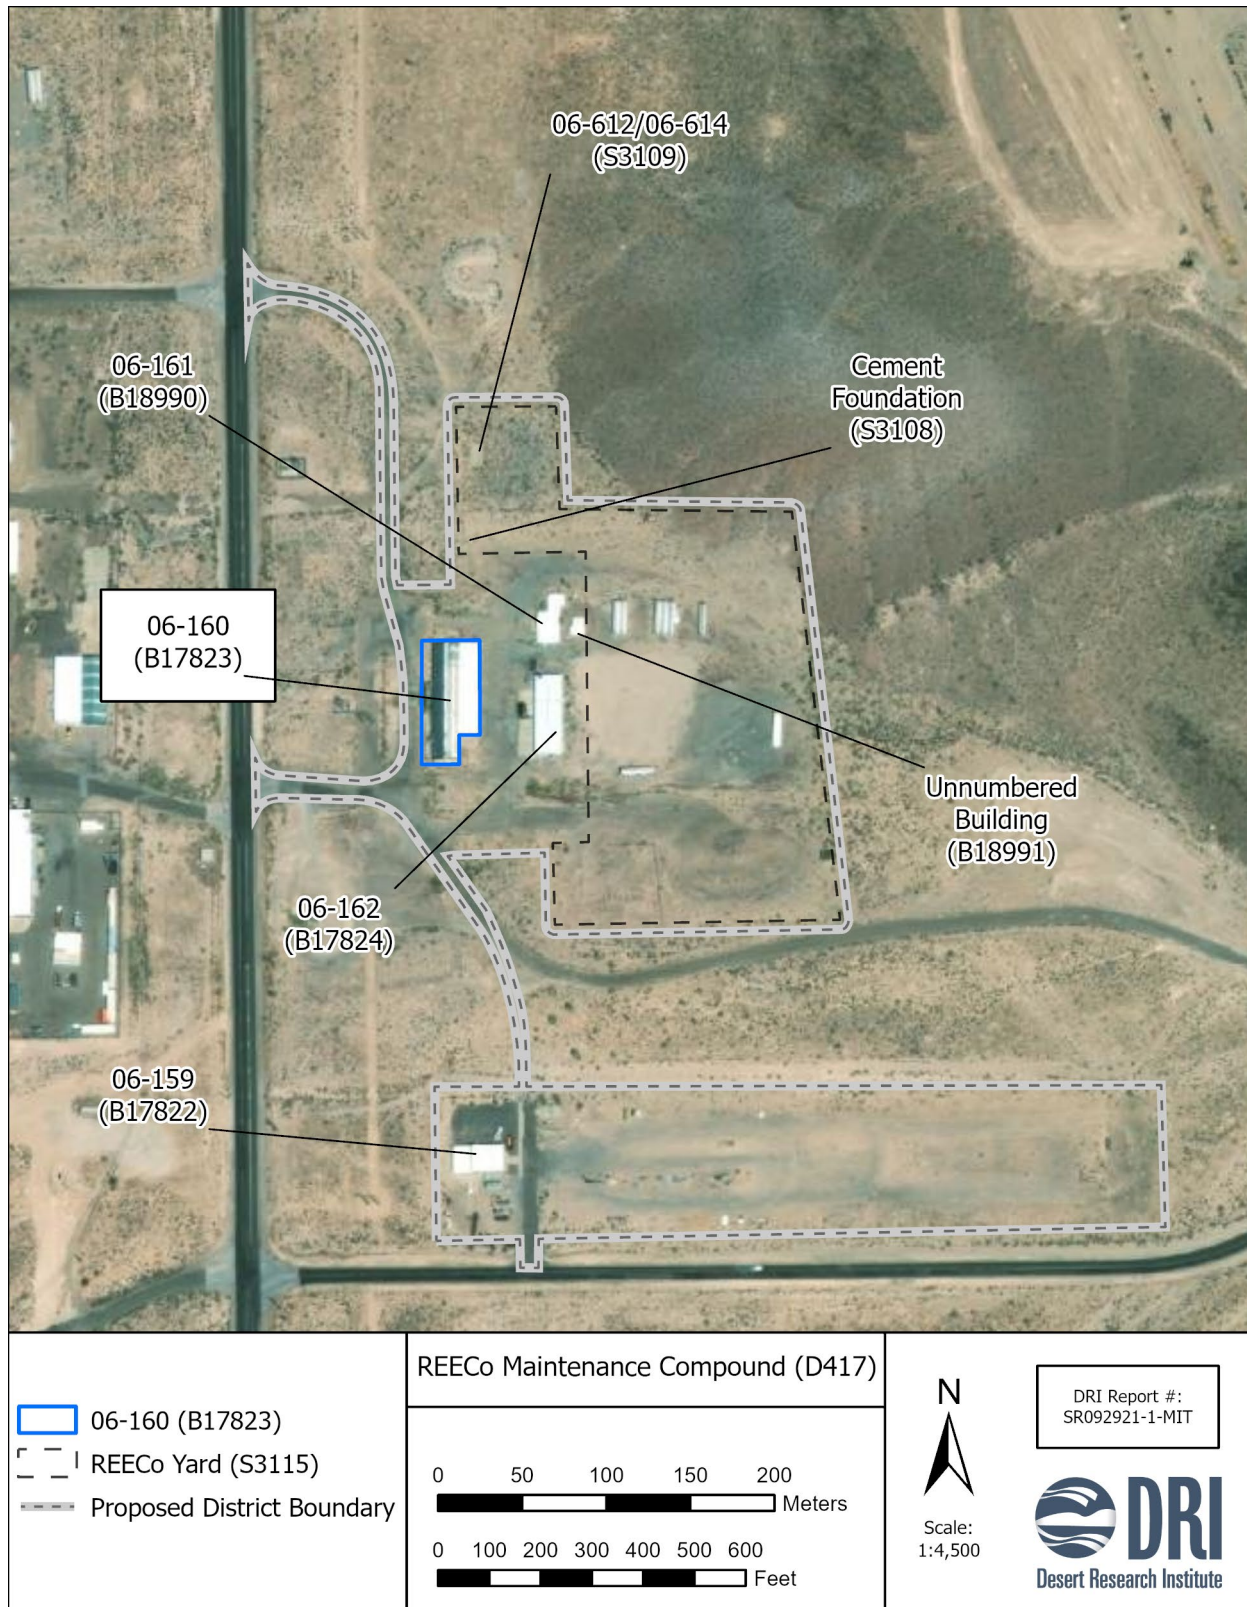 06-612/06-614
(S3109)
06-161
(B18990)
Cement
Foundation
(S3108)
06-160
(B17823)
Unnumbered
Building
(B18991)
06-162
(B17824)
06-159
(B17822)
06-160 (B17823)
REECo Yard (S3115)
Proposed District Boundary
REECo Maintenance Compound (D417)
0 50 100 150 200
Meters
0 100 200 300 400 500 600
Feet
N
Scale:
1:4,500
DRI Report #:
SR092921-1-MIT
DRI
Desert Research Institute